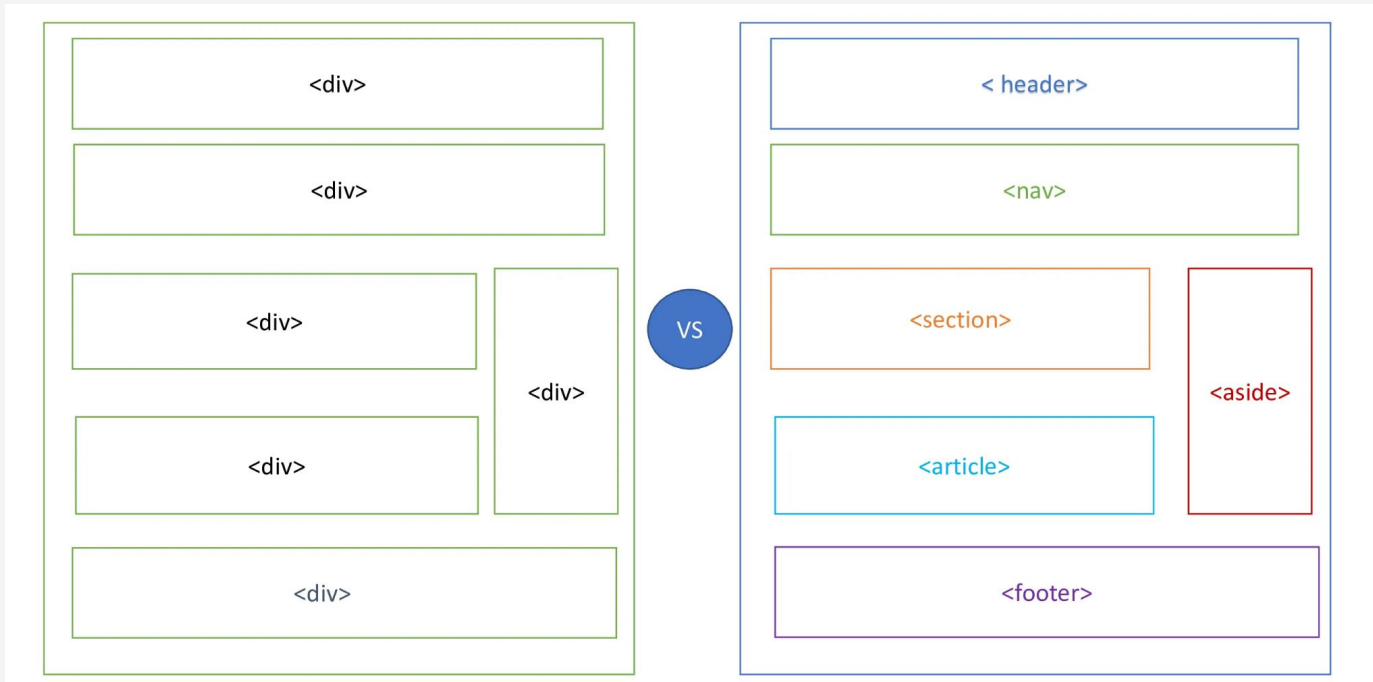 <div>
<div>
<div>
<div>
<div>
<div>
VS
< header>
<nav>
<section>
<aside>
<article>
<footer>